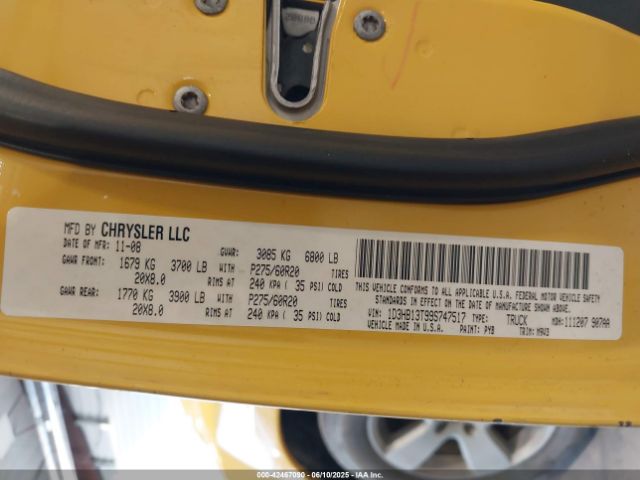 MFD BY CHRYSLER LLC
DATE OF MFR: 11-08 GVWR: 3085 KG 6800 LB
GAWR FRONT: 1679 KG 3700 LB WITH P275/60R20 TIRES
20X8.0 RIMS AT 240 KPA ( 35 PSI) COLD
GAWR REAR: 1770 KG 3900 LB WITH P275/60R20 TIRES
20X8.0 RIMS AT 240 KPA ( 35 PSI) COLD
THIS VEHICLE CONFORMS TO ALL APPLICABLE U.S.A. FEDERAL MOTOR VEHICLE SAFETY
STANDARDS IN EFFECT ON THE DATE OF MANUFACTURE SHOWN ABOVE.
VIN: 1D3HB13T99S747517 TYPE: TRUCK MDH: 111207 907AA
VEHICLE MADE IN U.S.A. PAINT: PYB TRIM: M9V3
000-42467090 - 06/10/2025 - IAA Inc.